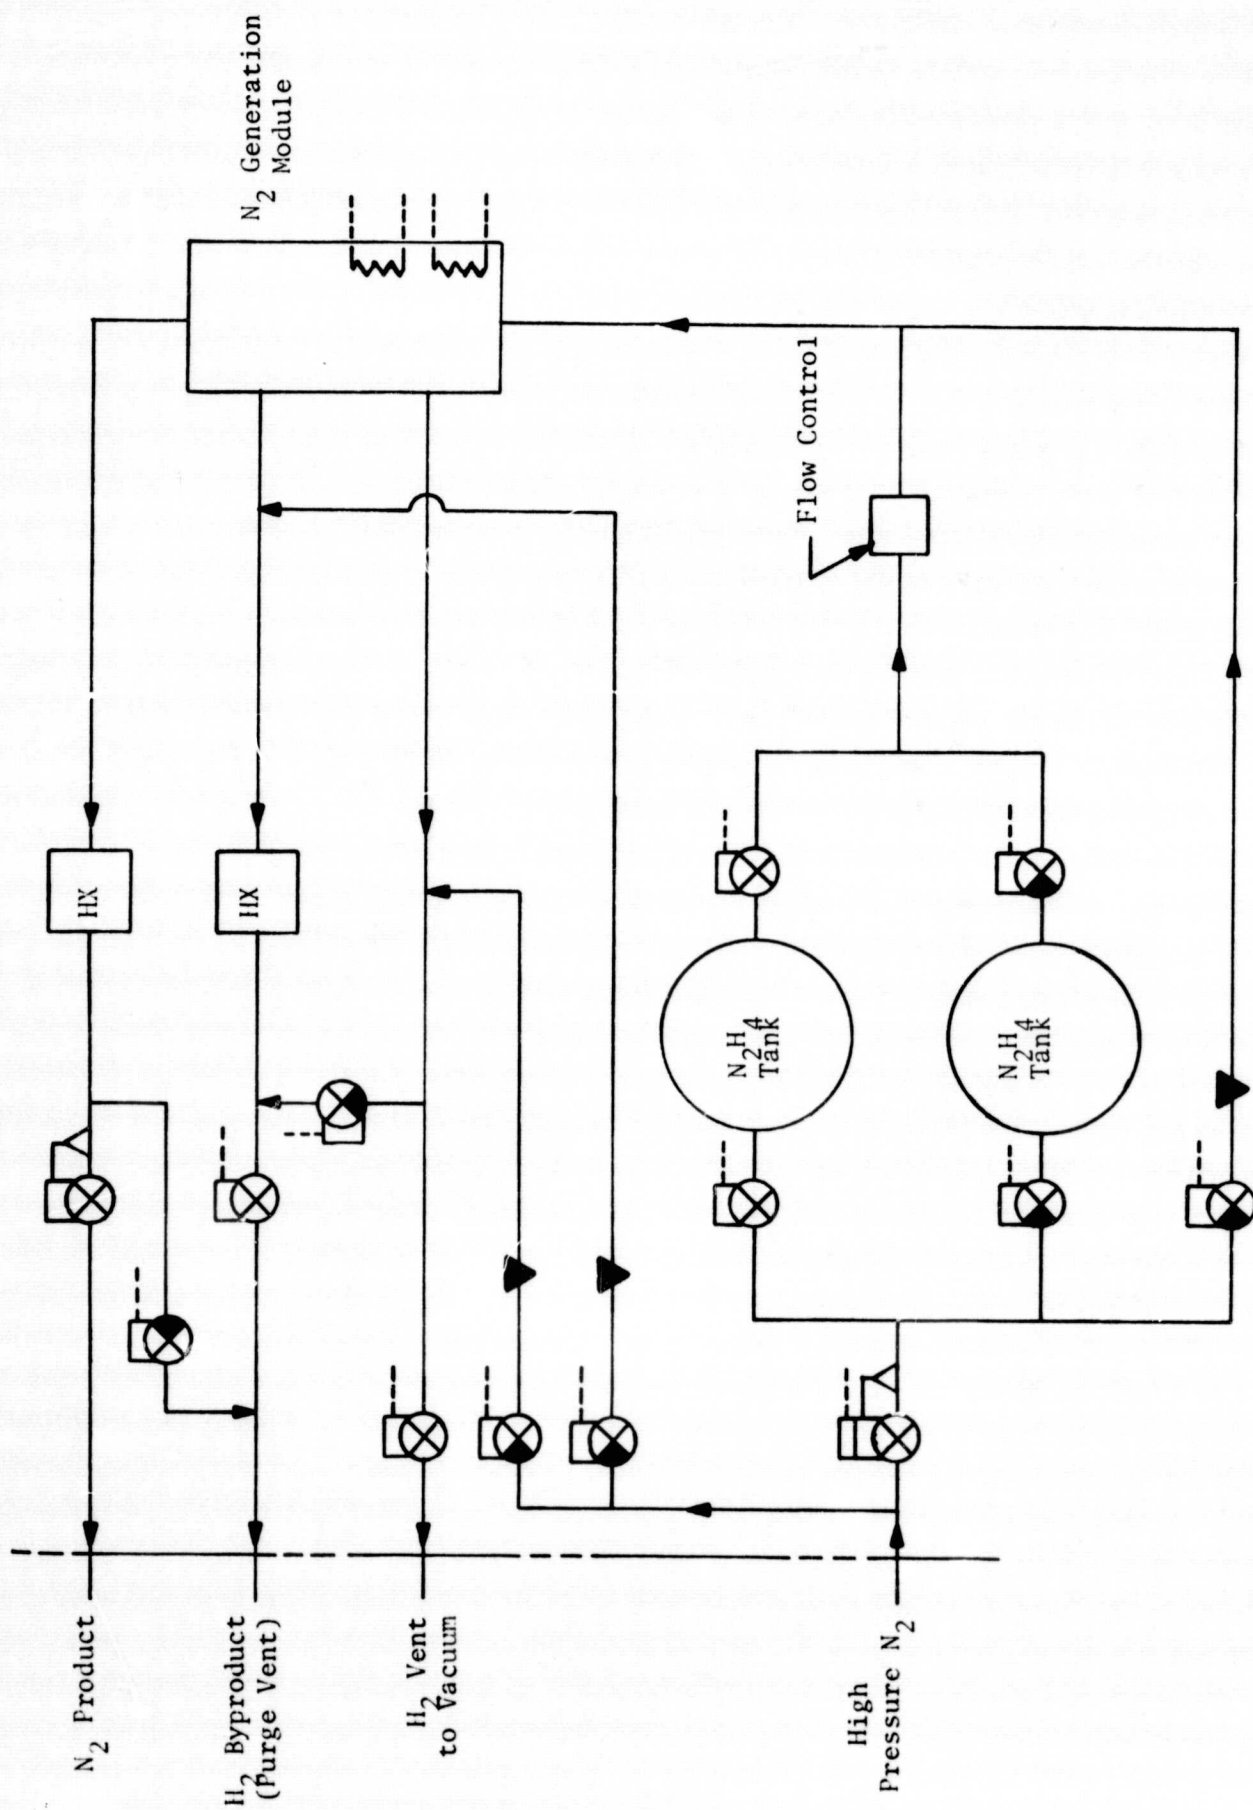 N2 Product
H2 Byproduct
(Purge Vent)
H2 Vent
to Vacuum
High
Pressure N2
HX
HX
N2H4
Tank
N2H4
Tank
Flow Control
N2 Generation
Module